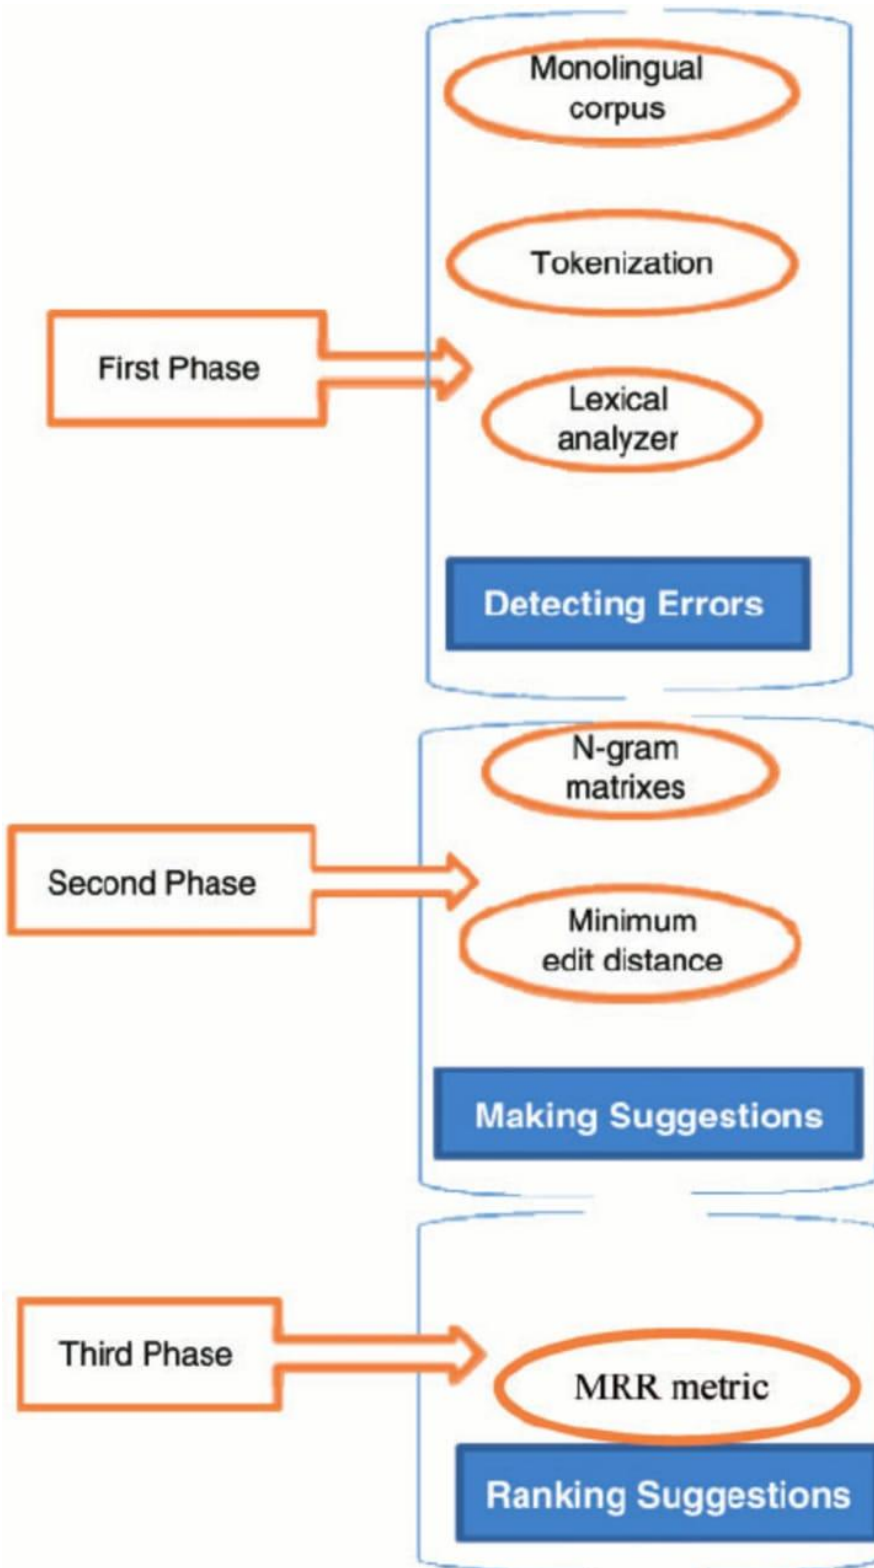 Monolingual
corpus
Tokenization
First Phase
Lexical
analyzer
Detecting Errors
N-gram
matrixes
Second Phase
Minimum
edit distance
Making Suggestions
Third Phase
MRR metric
Ranking Suggestions